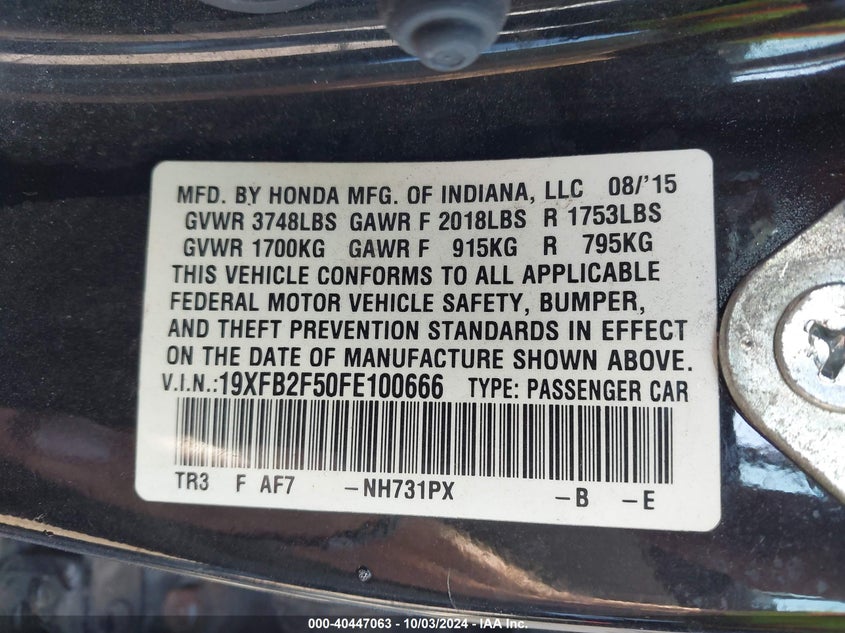 MFD. BY HONDA MFG. OF INDIANA, LLC 08/'15
GVWR 3748LBS GAWR F 2018LBS R 1753LBS
GVWR 1700KG GAWR F 915KG R 795KG
THIS VEHICLE CONFORMS TO ALL APPLICABLE
FEDERAL MOTOR VEHICLE SAFETY, BUMPER,
AND THEFT PREVENTION STANDARDS IN EFFECT
ON THE DATE OF MANUFACTURE SHOWN ABOVE.
V.I.N.:19XFB2F50FE100666 TYPE: PASSENGER CAR
TR3 F AF7 -NH731PX -B -E
000-40447063 - 10/03/2024 - IAA Inc.